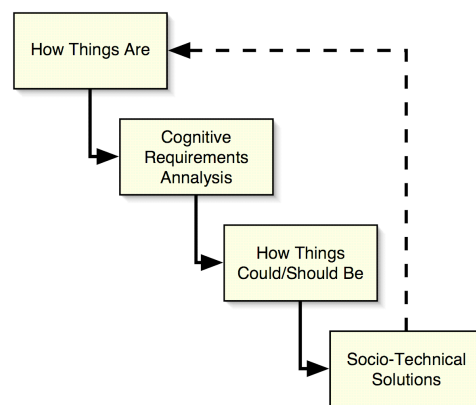 How Things Are
Cognitive
Requirements
Annalysis
How Things
Could/Should Be
Socio-Technical
Solutions